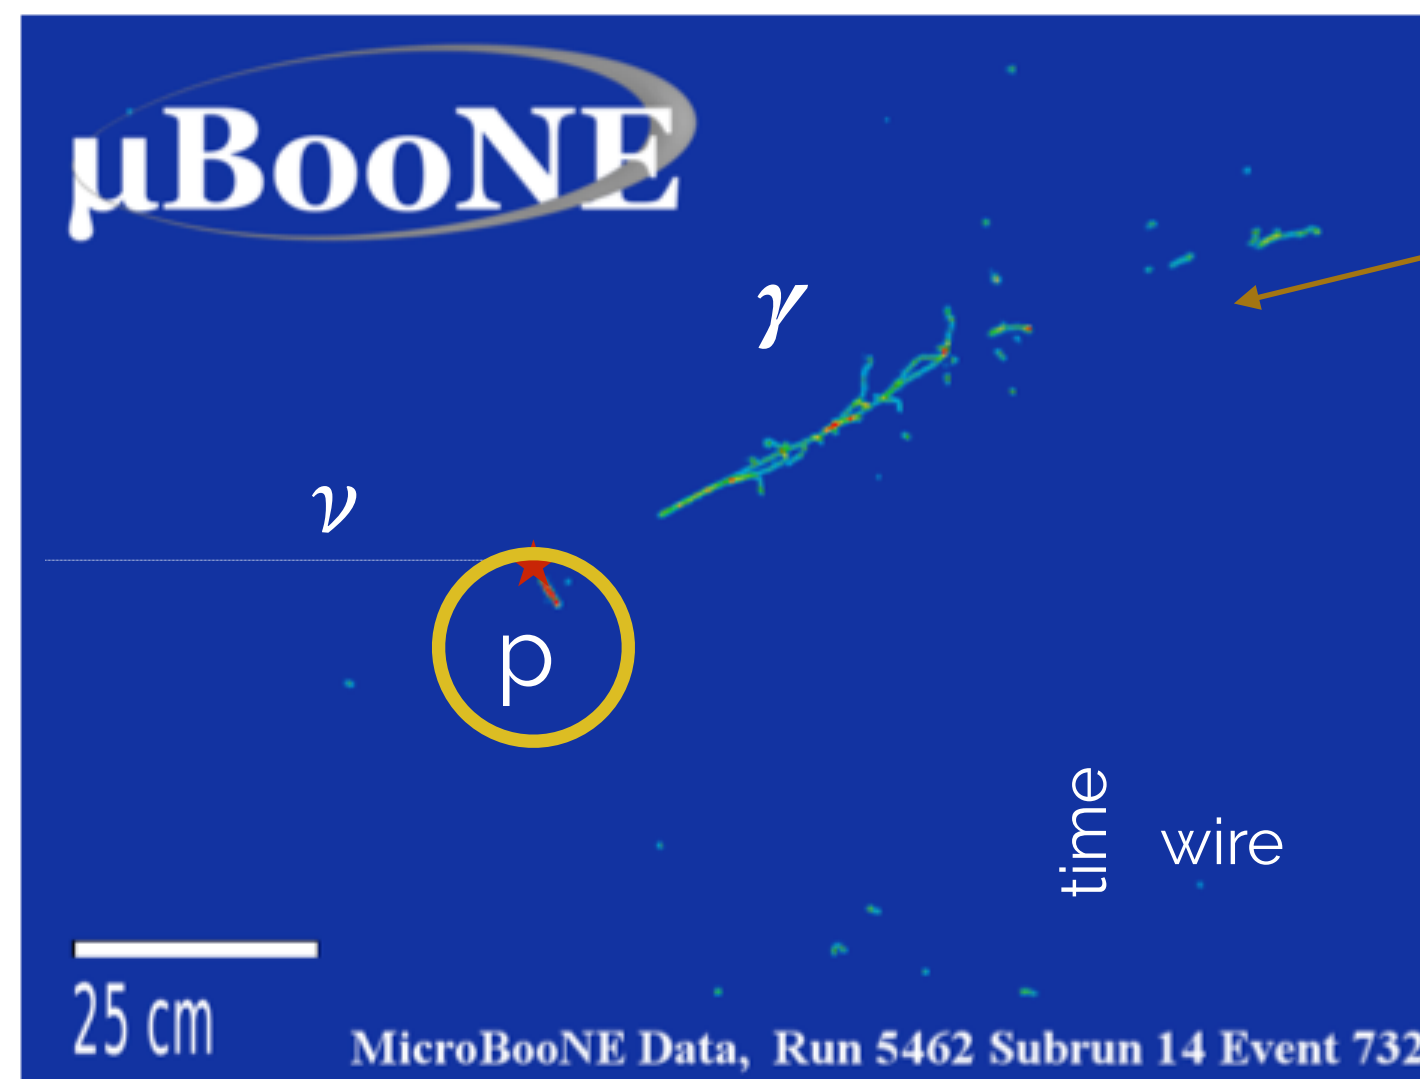 µBooNE
γ
ν
p
time
wire
25 cm
MicroBooNE Data, Run 5462 Subrun 14 Event 732